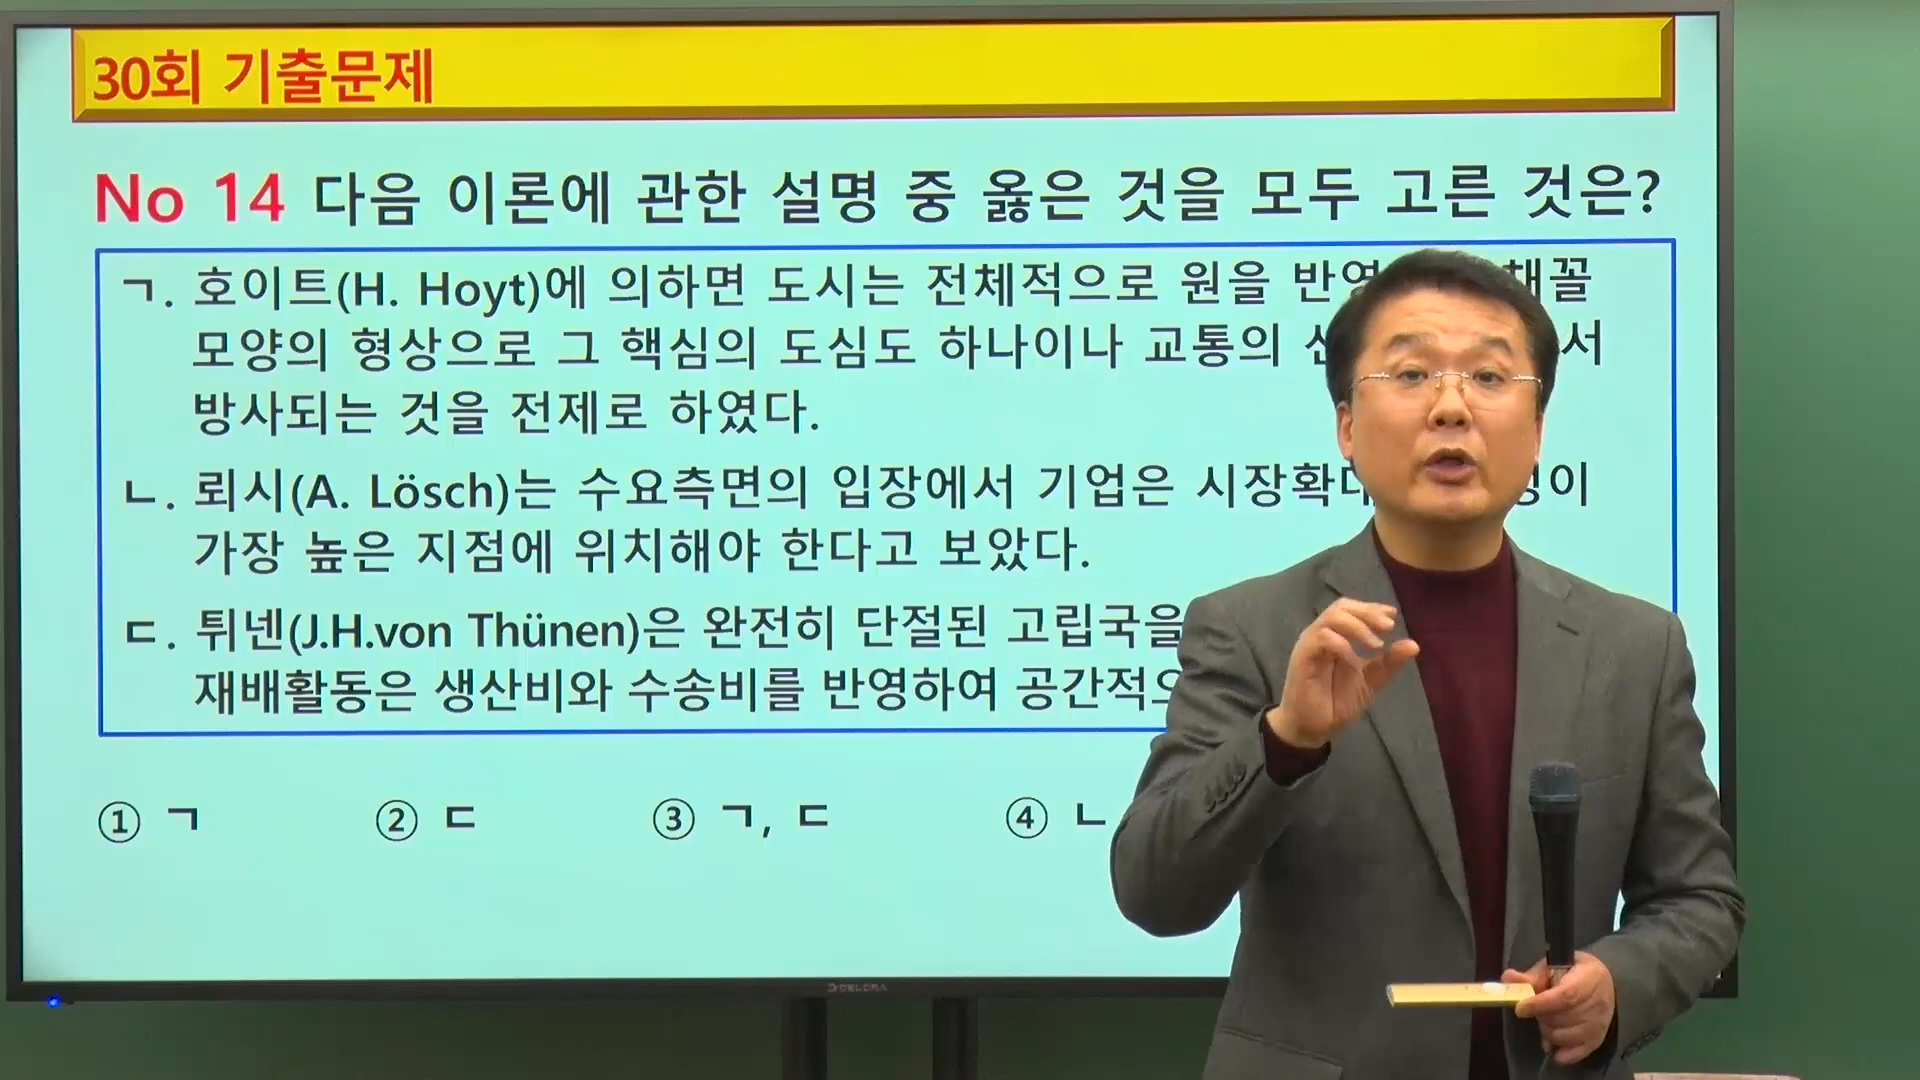 30회 기출문제
No 14 다음 이론에 관한 설명 중 옳은 것을 모두 고른 것은?
ㄱ. 호이트(H. Hoyt)에 의하면 도시는 전체적으로 원을 반영 채꼴
모양의 형상으로 그 핵심의 도심도 하나이나 교통의 서
방사되는 것을 전제로 하였다.
ㄴ. 뢰시(A. Lösch)는 수요측면의 입장에서 기업은 시장확대
가장 높은 지점에 위치해야 한다고 보았다.
ㄷ. 튀넨(J.H.von Thünen)은 완전히 단절된 고립국을
재배활동은 생산비와 수송비를 반영하여 공간적으
① ㄱ ② ㄷ ③ ㄱ, ㄷ ④ ㄴ